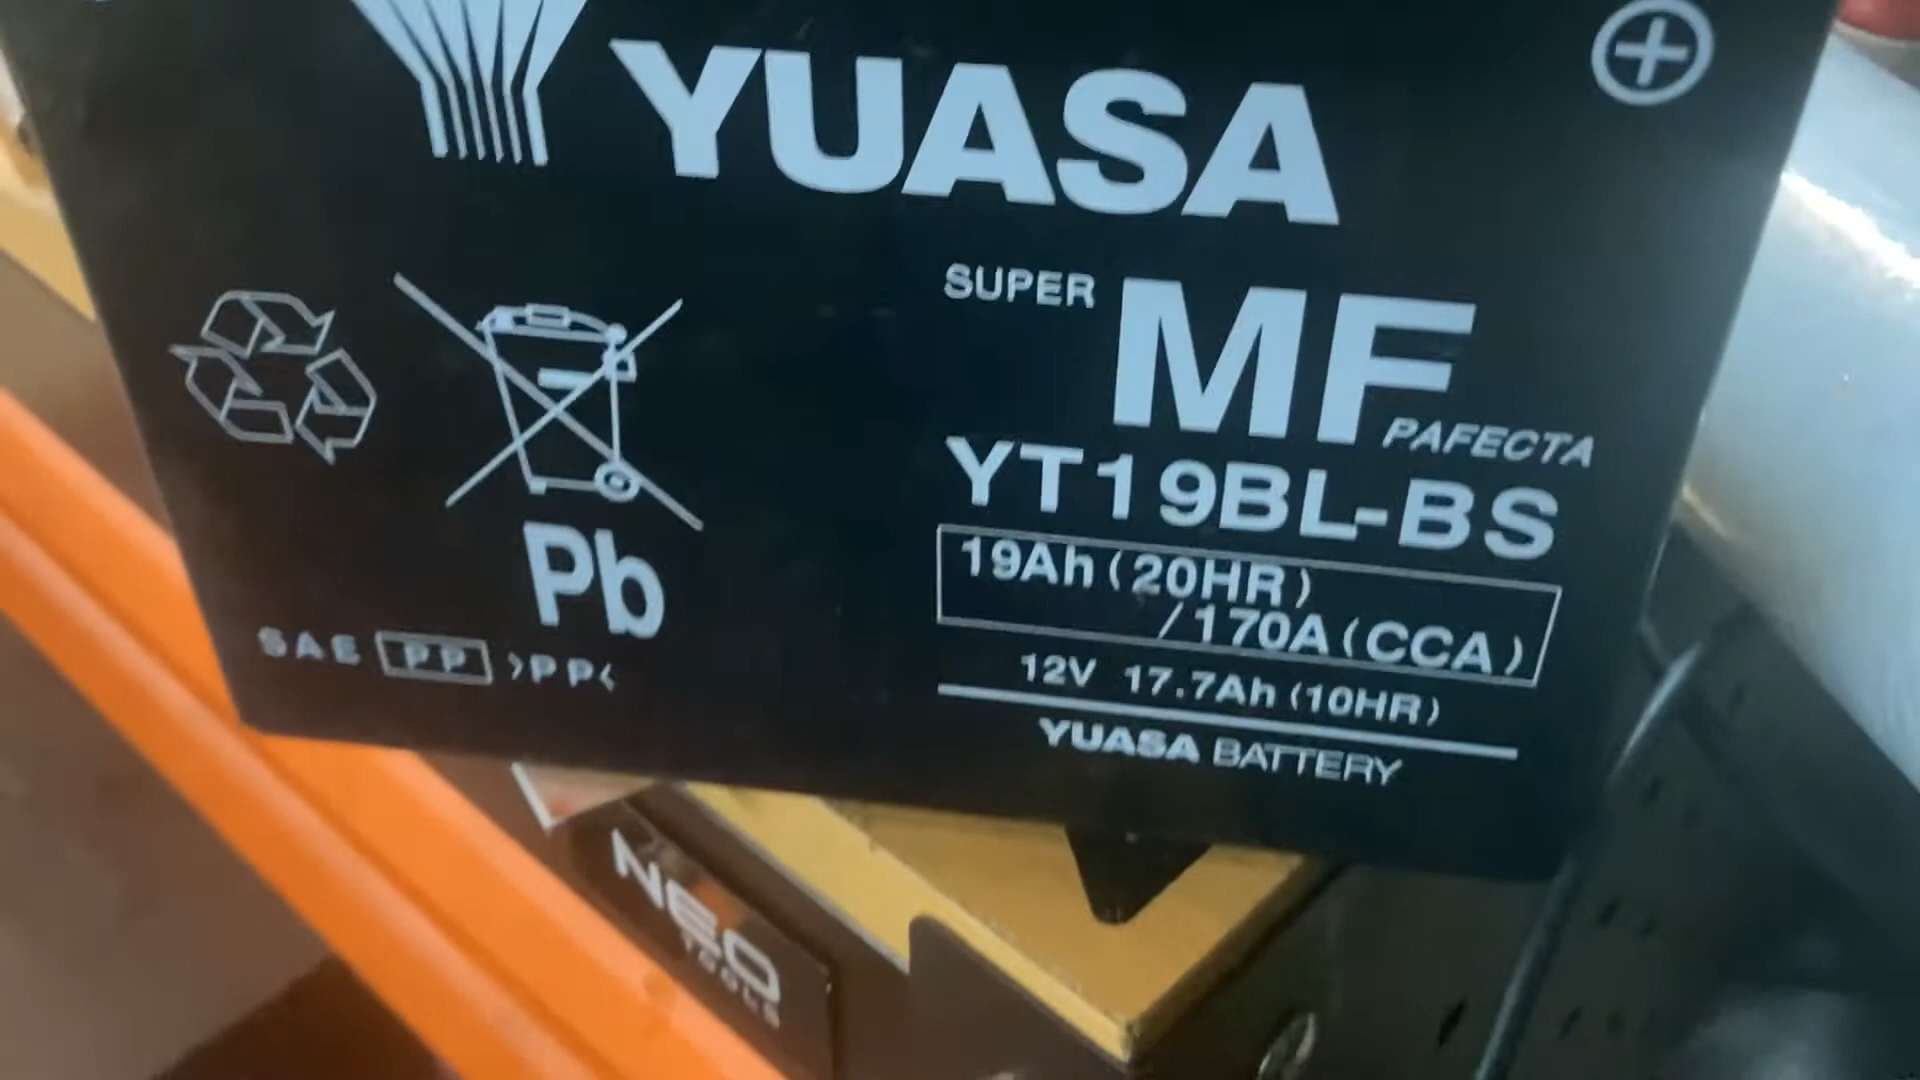 YUASA
SUPER MF PAFECTA
YT19BL-BS
19Ah (20HR)
/170A (CCA)
12V 17.7Ah (10HR)
YUASA BATTERY
Pb
SAE PP >PP<
NEO
TOOLS